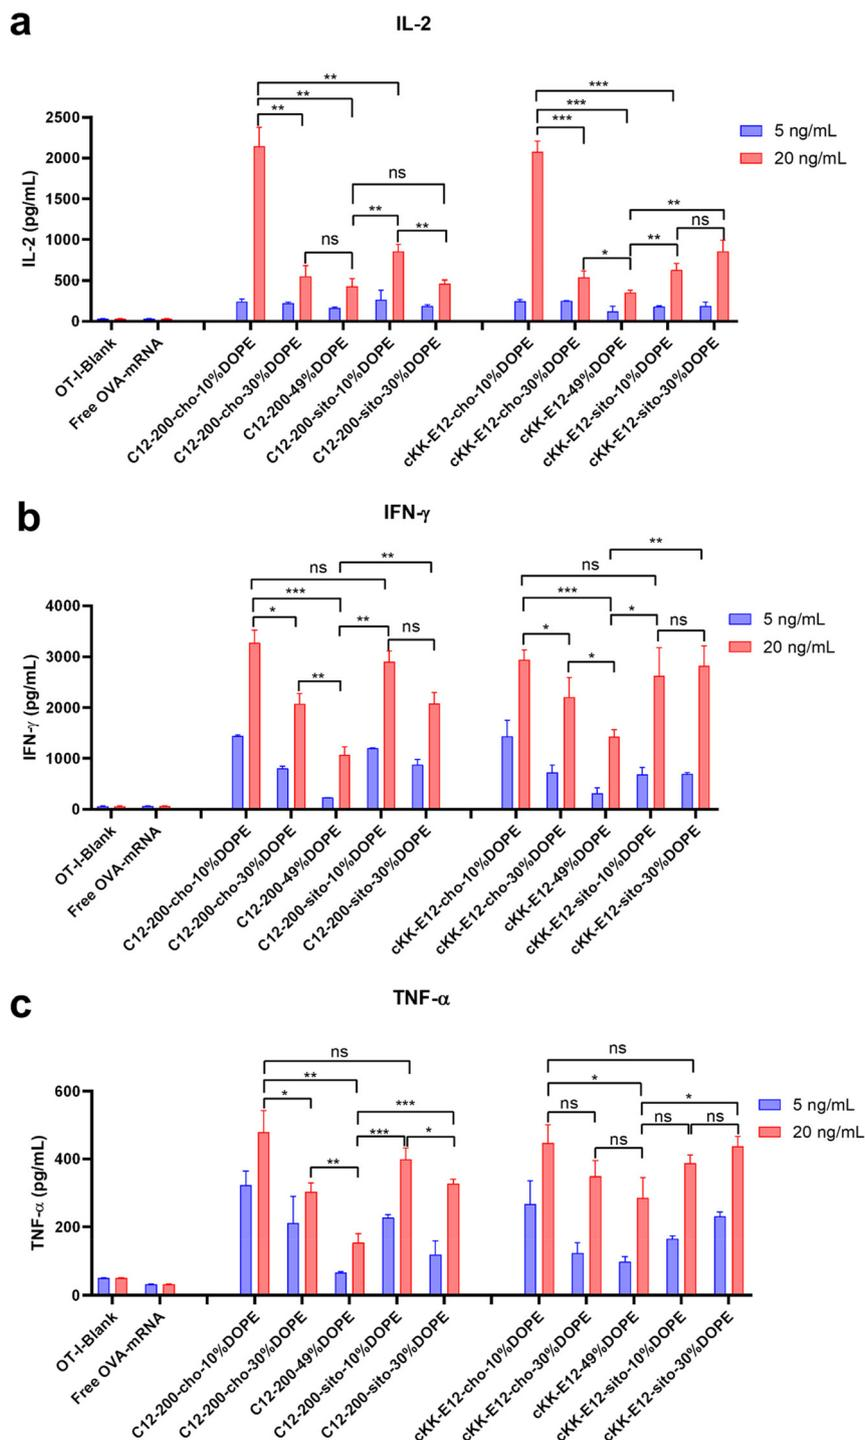 a
IL-2
**
**
**
***
***
***
5 ng/mL
20 ng/mL
2500
2000
1500
1000
500
0
IL-2 (pg/mL)
ns
**
**
ns
**
ns
**
*
OT-I-Blank
Free OVA-mRNA
C12-200-cho-10%DOPE
C12-200-cho-30%DOPE
C12-200-49%DOPE
C12-200-sito-10%DOPE
C12-200-sito-30%DOPE
cKK-E12-cho-10%DOPE
cKK-E12-cho-30%DOPE
cKK-E12-49%DOPE
cKK-E12-sito-10%DOPE
cKK-E12-sito-30%DOPE
b
IFN-γ
**
ns
***
*
**
ns
**
**
ns
***
*
*
ns
*
5 ng/mL
20 ng/mL
4000
3000
2000
1000
0
IFN-γ (pg/mL)
OT-I-Blank
Free OVA-mRNA
C12-200-cho-10%DOPE
C12-200-cho-30%DOPE
C12-200-49%DOPE
C12-200-sito-10%DOPE
C12-200-sito-30%DOPE
cKK-E12-cho-10%DOPE
cKK-E12-cho-30%DOPE
cKK-E12-49%DOPE
cKK-E12-sito-10%DOPE
cKK-E12-sito-30%DOPE
c
TNF-α
ns
**
*
***
***
*
**
ns
*
*
ns
ns
ns
ns
5 ng/mL
20 ng/mL
600
400
200
0
TNF-α (pg/mL)
OT-I-Blank
Free OVA-mRNA
C12-200-cho-10%DOPE
C12-200-cho-30%DOPE
C12-200-49%DOPE
C12-200-sito-10%DOPE
C12-200-sito-30%DOPE
cKK-E12-cho-10%DOPE
cKK-E12-cho-30%DOPE
cKK-E12-49%DOPE
cKK-E12-sito-10%DOPE
cKK-E12-sito-30%DOPE